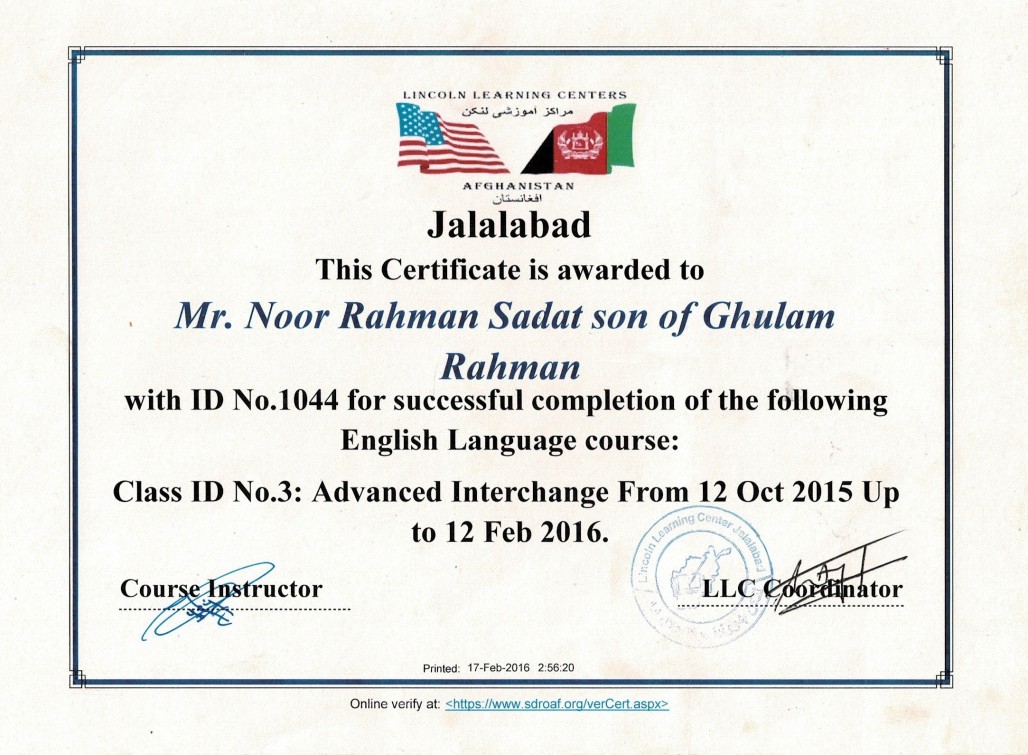 LINCOLN LEARNING CENTERS
مراکز آموزشی لنکن
AFGHANISTAN
افغانستان
Jalalabad
This Certificate is awarded to
Mr. Noor Rahman Sadat son of Ghulam
Rahman
with ID No.1044 for successful completion of the following
English Language course:
Class ID No.3: Advanced Interchange From 12 Oct 2015 Up
to 12 Feb 2016.
Lincoln Learning Center Jalalabad
Course Instructor
LLC Coordinator
Printed: 17-Feb-2016 2:56:20
Online verify at: <https://www.sdroaf.org/verCert.aspx>